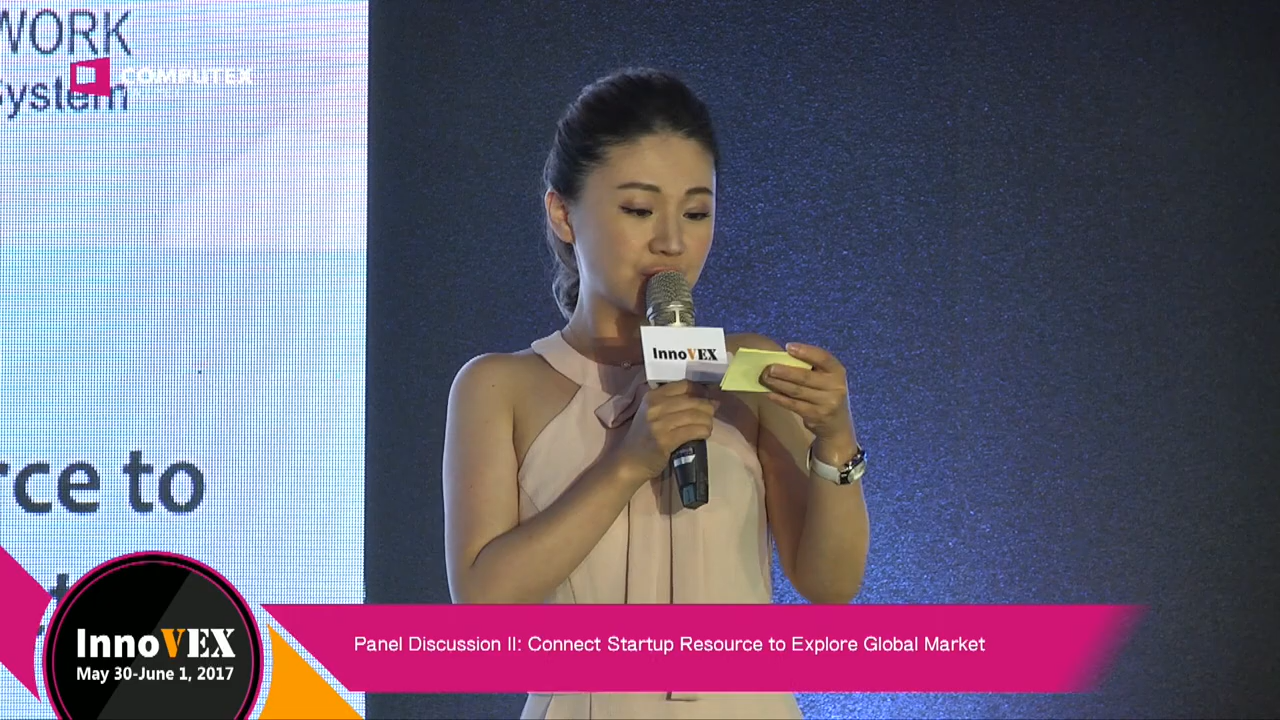 WORK
COMPUTEX
System
InnoVEX
rce to
InnoVEX
May 30-June 1, 2017
Panel Discussion II: Connect Startup Resource to Explore Global Market